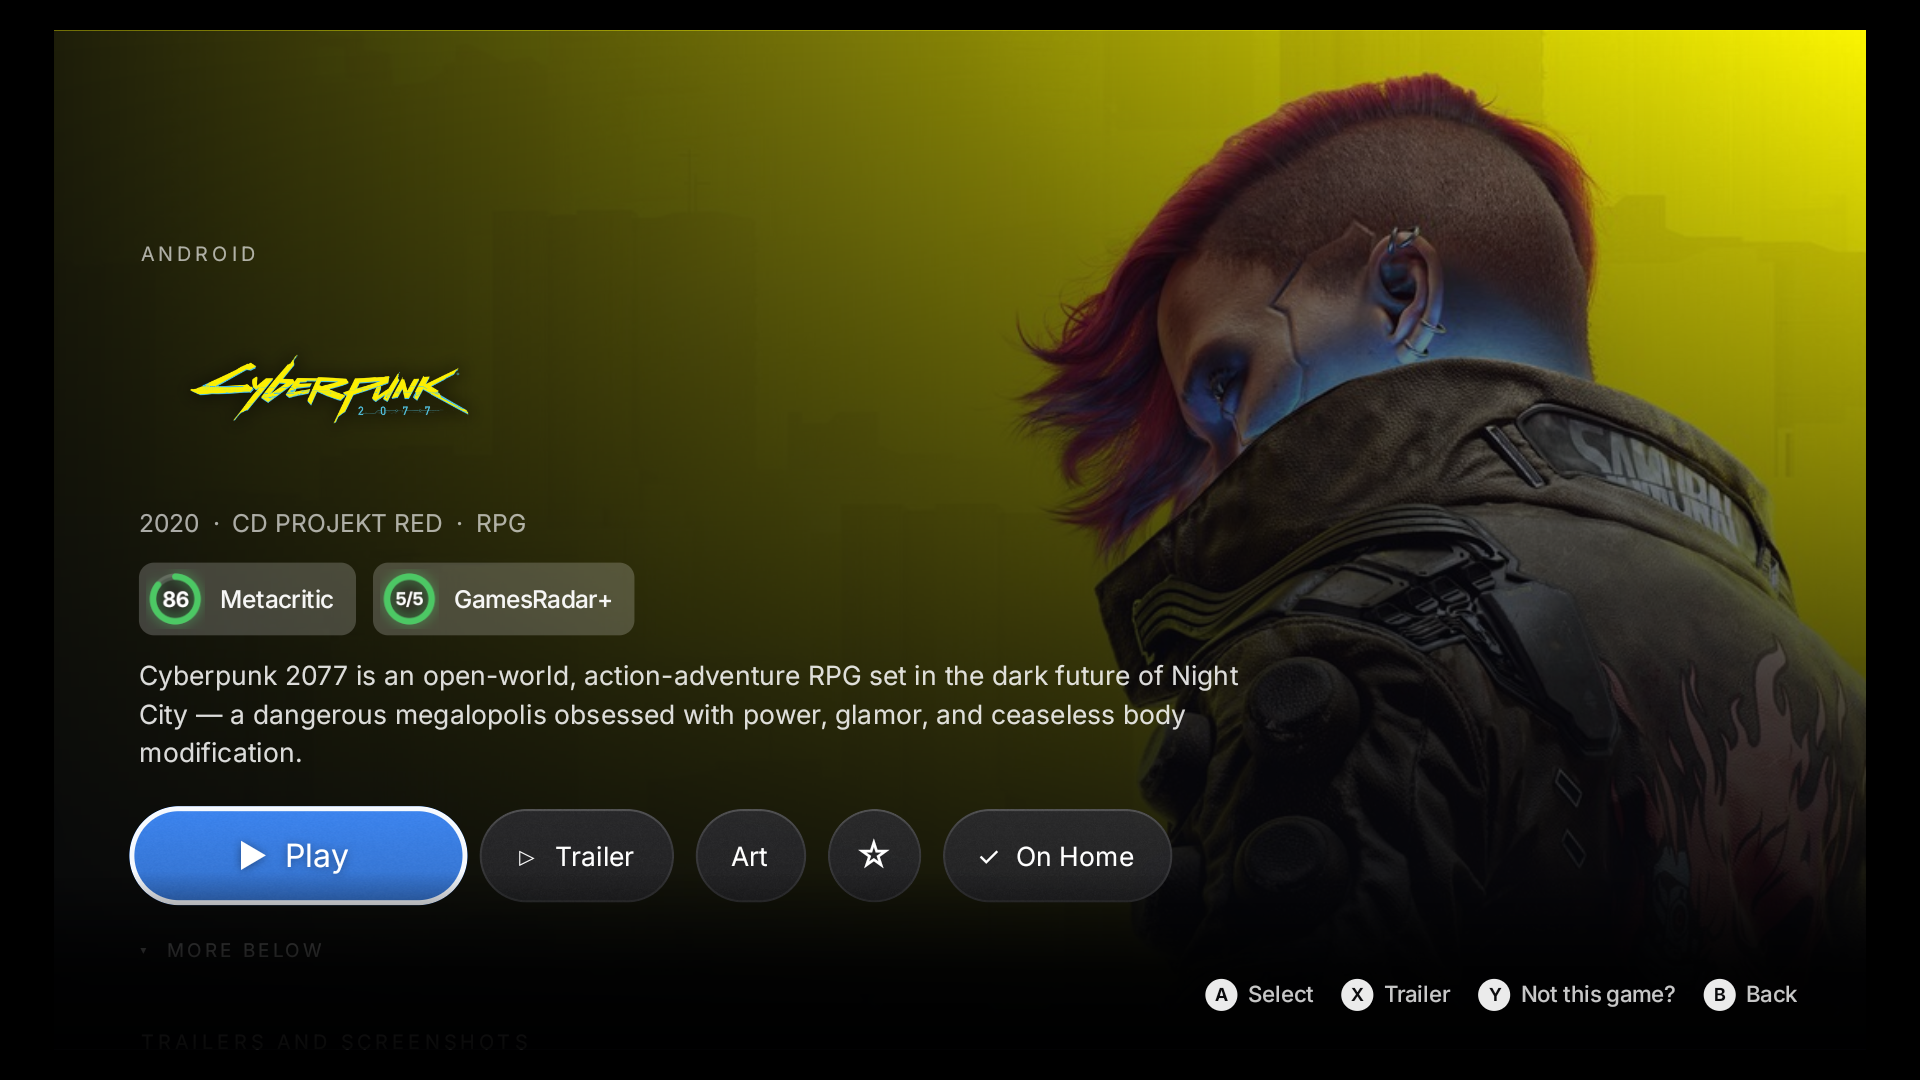 ANDROID
CYBERPUNK
2077
2020 · CD PROJEKT RED · RPG
86 Metacritic 5/5 GamesRadar+
Cyberpunk 2077 is an open-world, action-adventure RPG set in the dark future of Night
City — a dangerous megalopolis obsessed with power, glamor, and ceaseless body
modification.
Play Trailer Art On Home
MORE BELOW
A Select X Trailer Y Not this game? B Back
TRAILERS AND SCREENSHOTS
SAMURAI